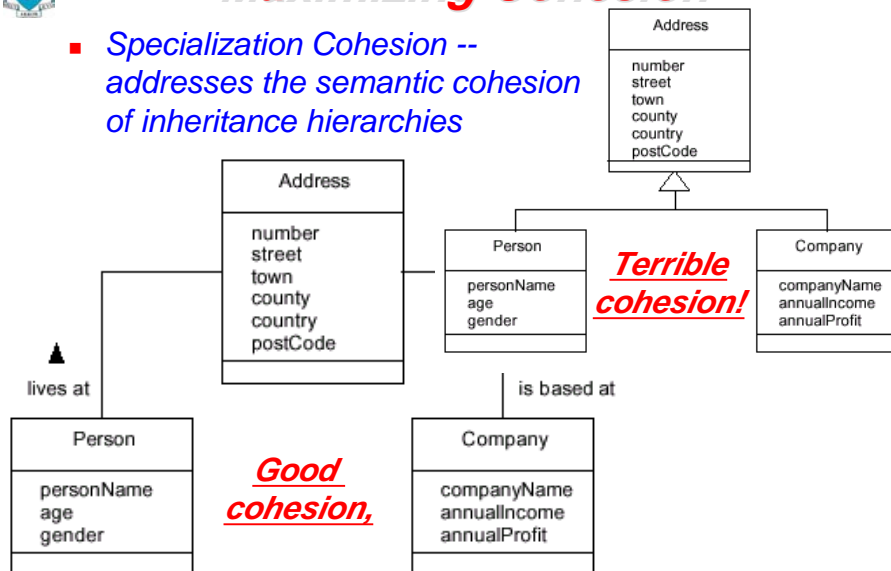 Maximizing Cohesion
Specialization Cohesion --
addresses the semantic cohesion
of inheritance hierarchies
Address
number
street
town
county
country
postCode
Person
personName
age
gender
Terrible
cohesion!
Company
companyName
annualIncome
annualProfit
Address
number
street
town
county
country
postCode
lives at
is based at
Person
personName
age
gender
Good
cohesion,
Company
companyName
annualIncome
annualProfit